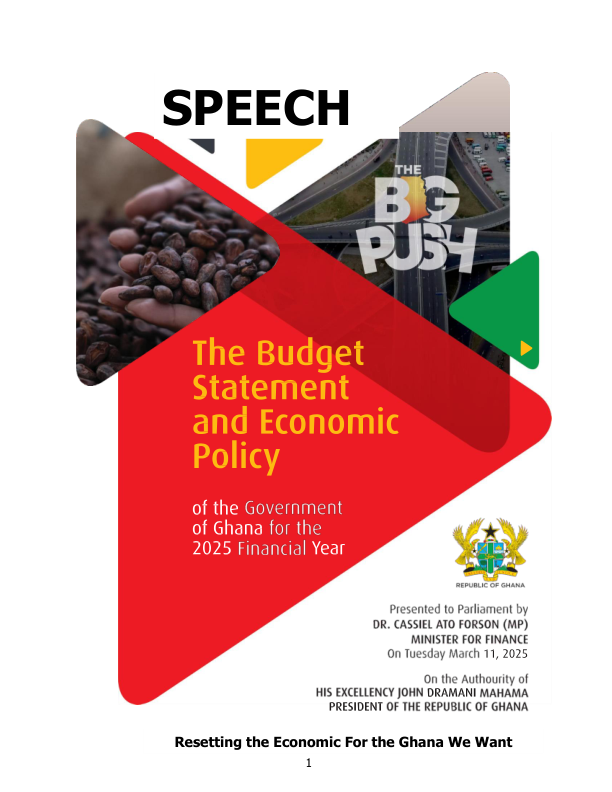 SPEECH
THE
BIG
PUSH
The Budget
Statement
and Economic
Policy
of the Government
of Ghana for the
2025 Financial Year
REPUBLIC OF GHANA
Presented to Parliament by
DR. CASSIEL ATO FORSON (MP)
MINISTER FOR FINANCE
On Tuesday March 11, 2025
On the Authourity of
HIS EXCELLENCY JOHN DRAMANI MAHAMA
PRESIDENT OF THE REPUBLIC OF GHANA
Resetting the Economic For the Ghana We Want
1